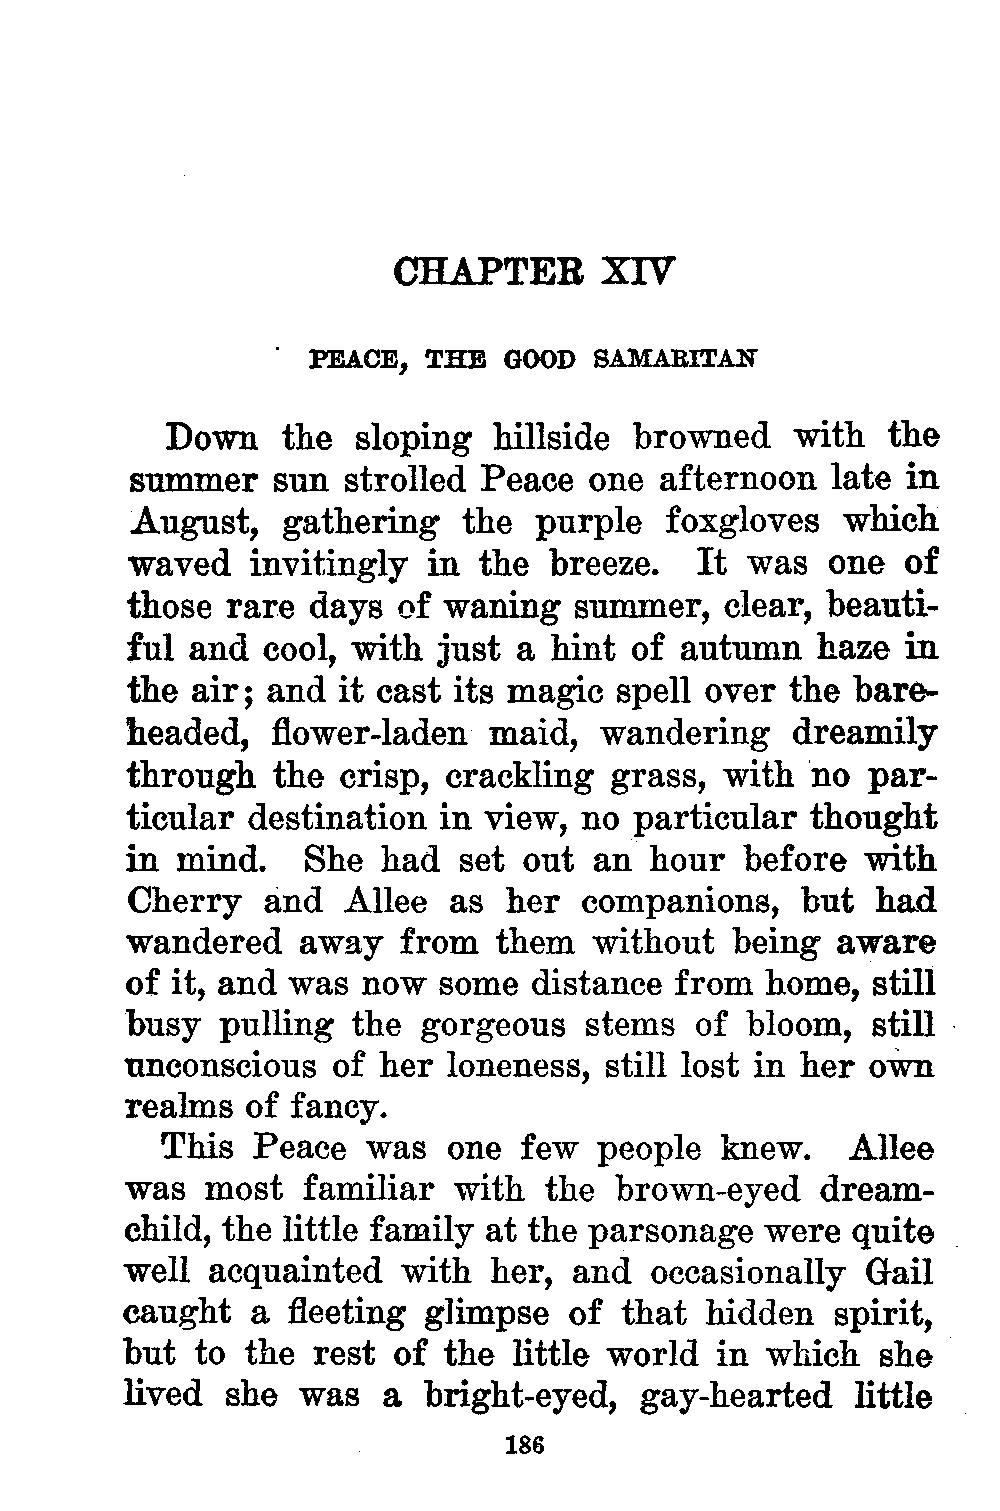 CHAPTER XIV
PEACE, THE GOOD SAMARITAN
Down the sloping hillside browned with the
summer sun strolled Peace one afternoon late in
August, gathering the purple foxgloves which
waved invitingly in the breeze. It was one of
those rare days of waning summer, clear, beauti-
ful and cool, with just a hint of autumn haze in
the air; and it cast its magic spell over the bare-
headed, flower-laden maid, wandering dreamily
through the crisp, crackling grass, with no par-
ticular destination in view, no particular thought
in mind. She had set out an hour before with
Cherry and Allee as her companions, but had
wandered away from them without being aware
of it, and was now some distance from home, still
busy pulling the gorgeous stems of bloom, still
unconscious of her loneness, still lost in her own
realms of fancy.
This Peace was one few people knew. Allee
was most familiar with the brown-eyed dream-
child, the little family at the parsonage were quite
well acquainted with her, and occasionally Gail
caught a fleeting glimpse of that hidden spirit,
but to the rest of the little world in which she
lived she was a bright-eyed, gay-hearted little
186